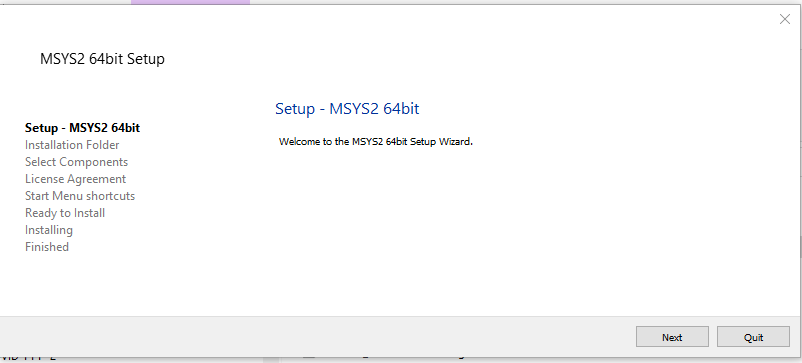 MSYS2 64bit Setup
Setup - MSYS2 64bit
Installation Folder
Select Components
License Agreement
Start Menu shortcuts
Ready to Install
Installing
Finished
Setup - MSYS2 64bit
Welcome to the MSYS2 64bit Setup Wizard.
Next
Quit